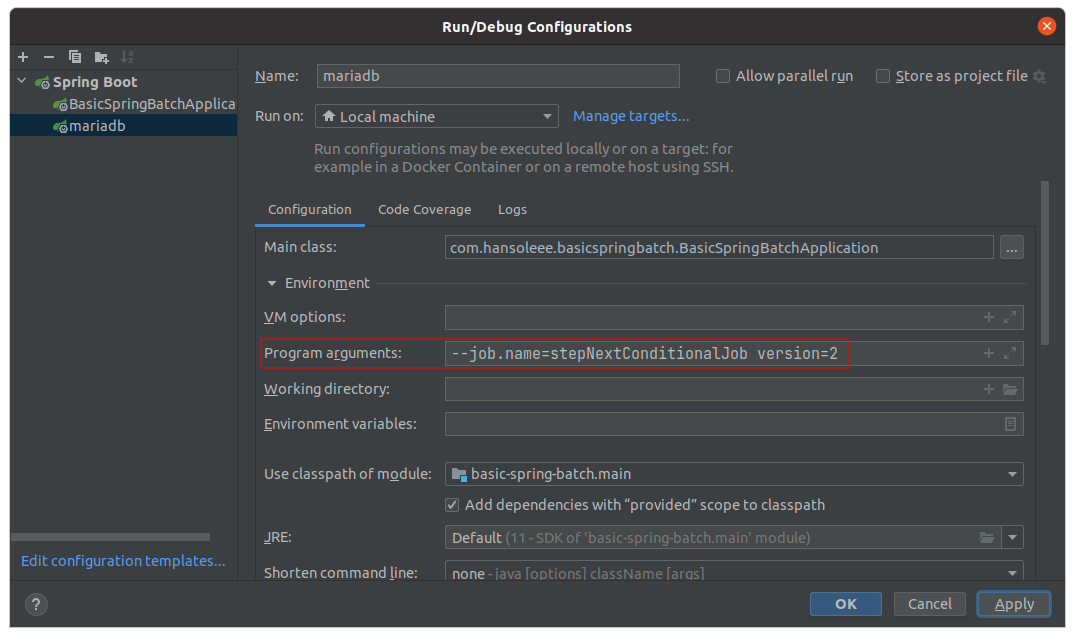 Run/Debug Configurations
Spring Boot
BasicSpringBatchApplica
mariadb
Name: mariadb Allow parallel run Store as project file
Run on: Local machine Manage targets...
Run configurations may be executed locally or on a target: for
example in a Docker Container or on a remote host using SSH.
Configuration Code Coverage Logs
Main class: com.hansoleee.basicspringbatch.BasicSpringBatchApplication ...
Environment
VM options:
Program arguments: --job.name=stepNextConditionalJob version=2
Working directory:
Environment variables:
Use classpath of module: basic-spring-batch.main
Add dependencies with “provided” scope to classpath
JRE: Default (11 - SDK of 'basic-spring-batch.main' module)
Shorten command line: none - java [options] className [args]
Edit configuration templates...
? OK Cancel Apply